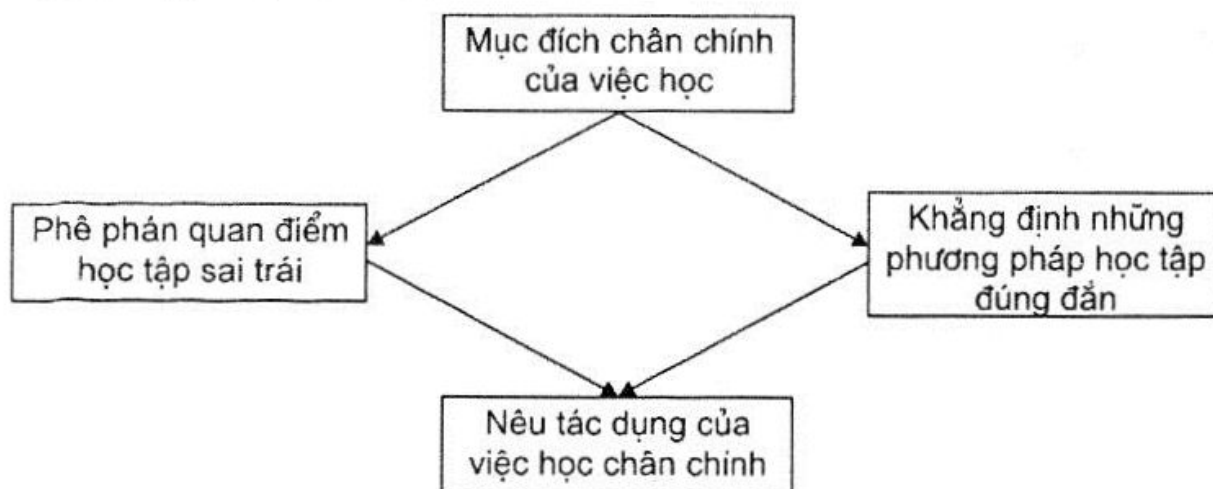 Mục đích chân chính
của việc học
Phê phán quan điểm
học tập sai trái
Khẳng định những
phương pháp học tập
đúng đắn
Nêu tác dụng của
việc học chân chính